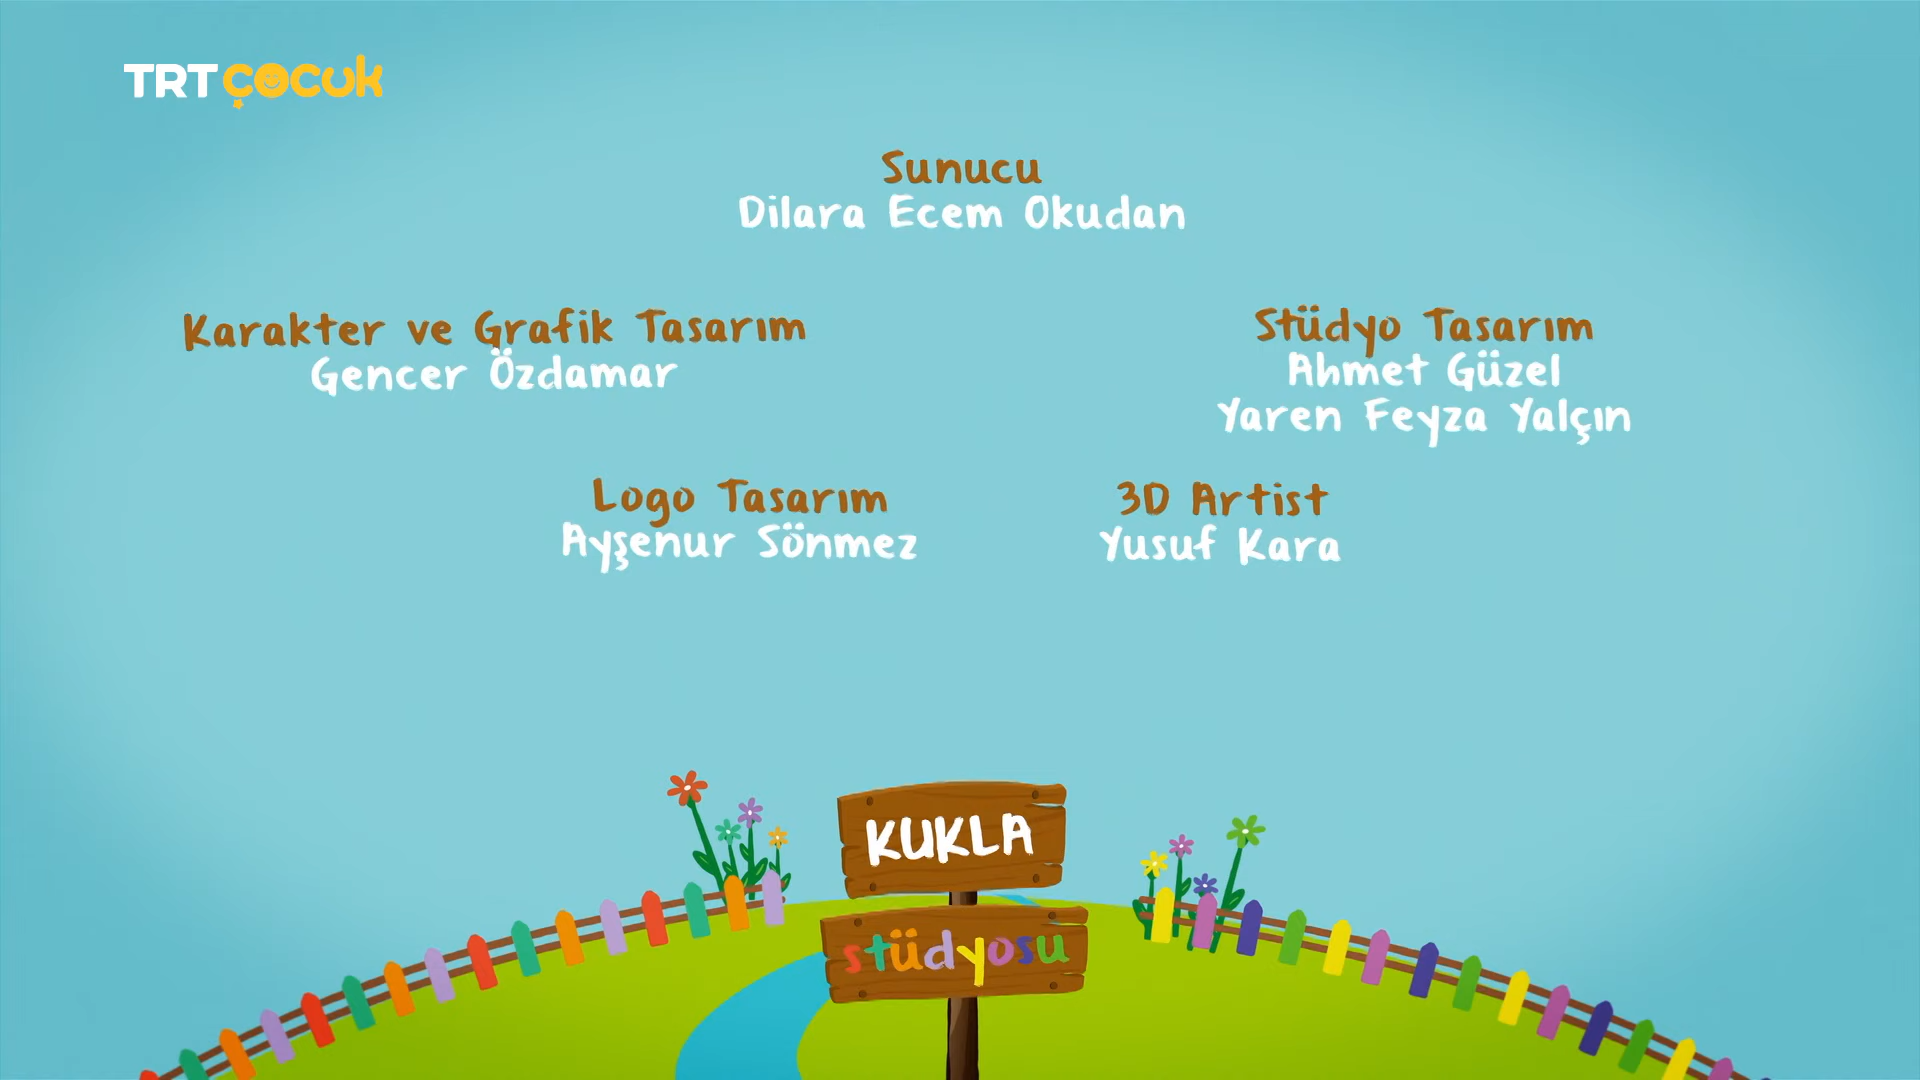 TRT çocuk
Sunucu
Dilara Ecem Okudan
Karakter ve Grafik Tasarım
Gencer Özdamar
Stüdyo Tasarım
Ahmet Güzel
Yaren Feyza Yalçın
Logo Tasarım
Ayşenur Sönmez
3D Artist
Yusuf Kara
KUKLA
stüdyosu